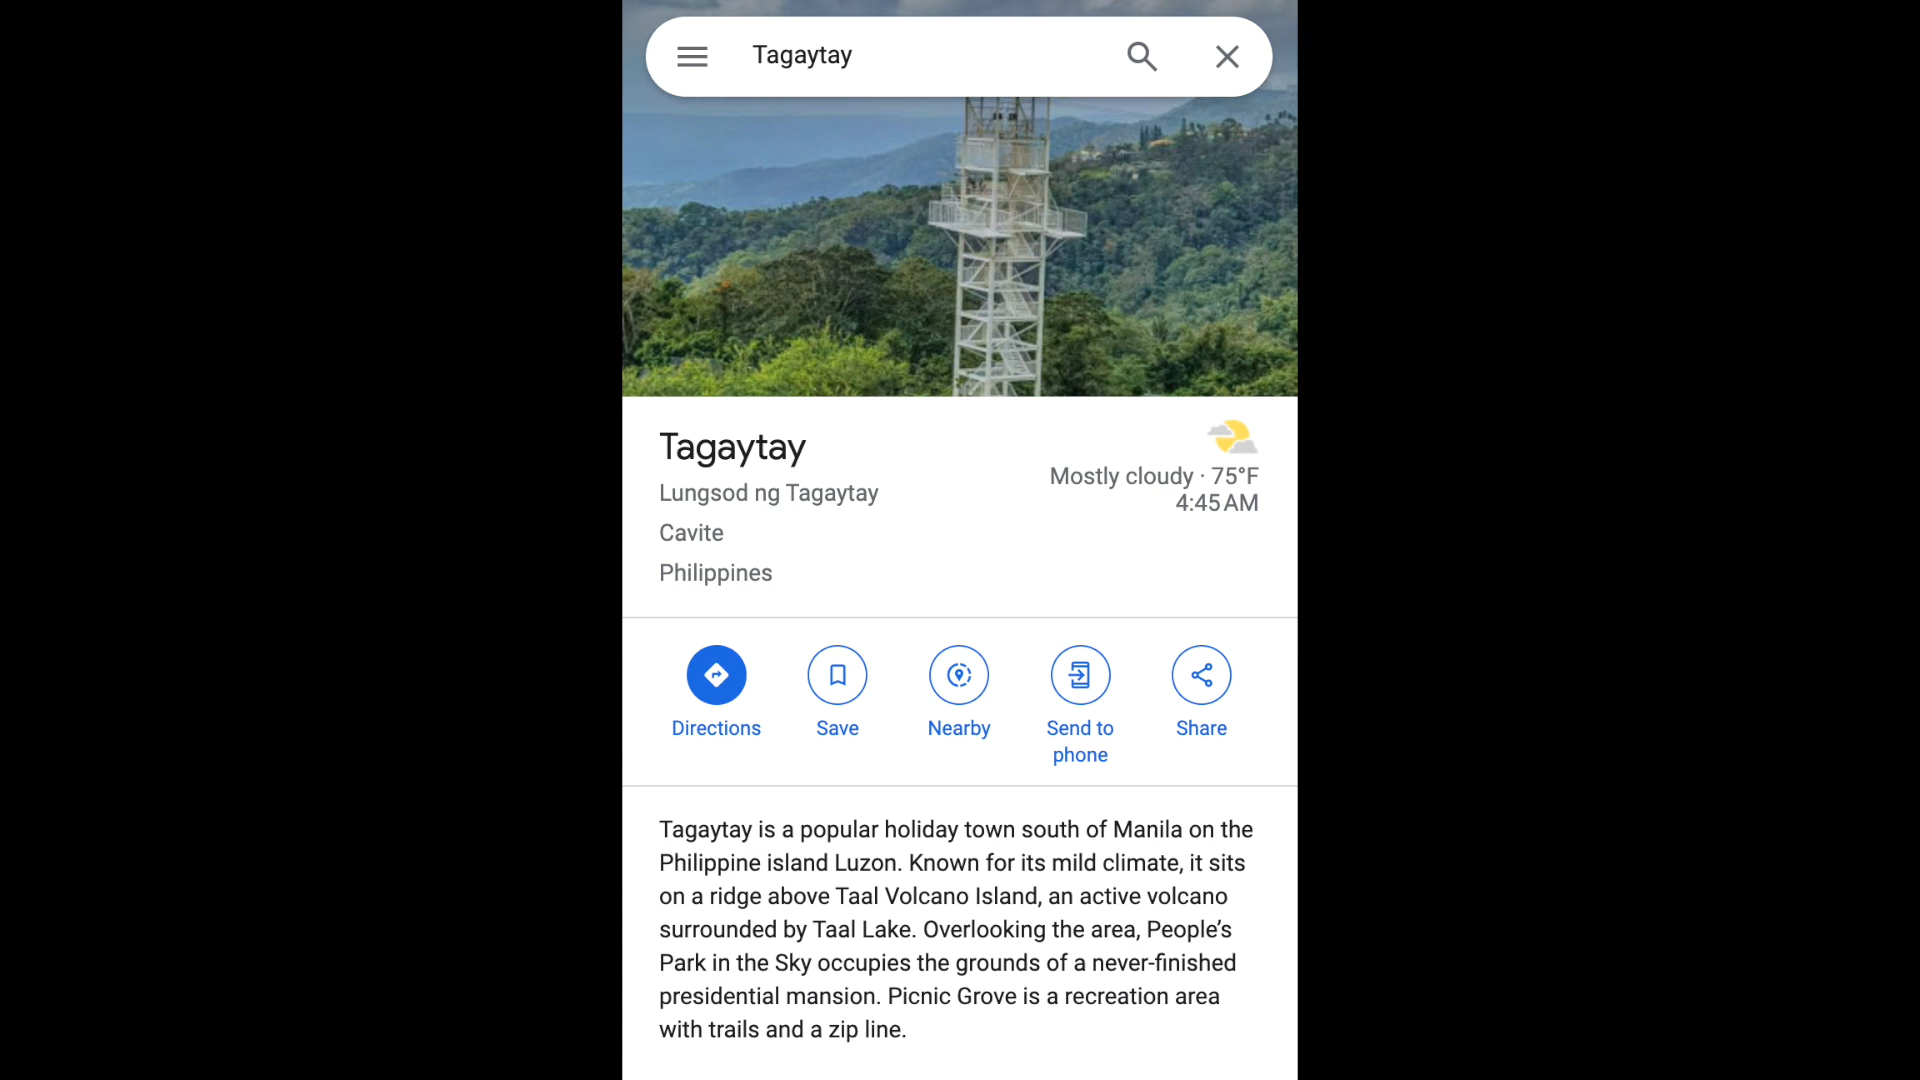 Tagaytay
Tagaytay
Lungsod ng Tagaytay
Cavite
Philippines
Mostly cloudy · 75°F
4:45 AM
Directions
Save
Nearby
Send to
phone
Share
Tagaytay is a popular holiday town south of Manila on the
Philippine island Luzon. Known for its mild climate, it sits
on a ridge above Taal Volcano Island, an active volcano
surrounded by Taal Lake. Overlooking the area, People’s
Park in the Sky occupies the grounds of a never-finished
presidential mansion. Picnic Grove is a recreation area
with trails and a zip line.